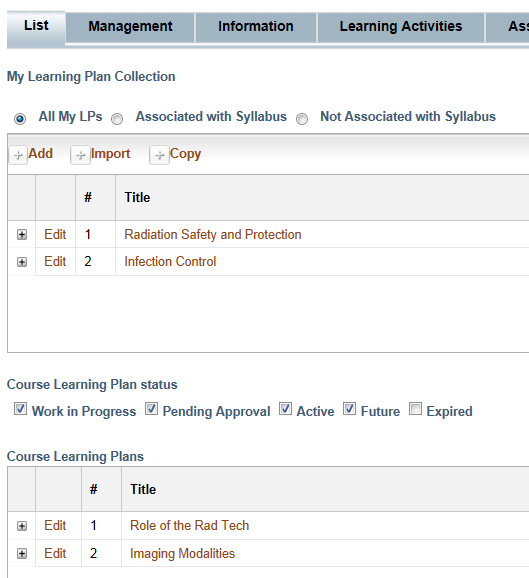 List Management Information Learning Activities Ass
My Learning Plan Collection
All My LPs Associated with Syllabus Not Associated with Syllabus
Add Import Copy
# Title
Edit 1 Radiation Safety and Protection
Edit 2 Infection Control
Course Learning Plan status
Work in Progress Pending Approval Active Future Expired
Course Learning Plans
# Title
Edit 1 Role of the Rad Tech
Edit 2 Imaging Modalities